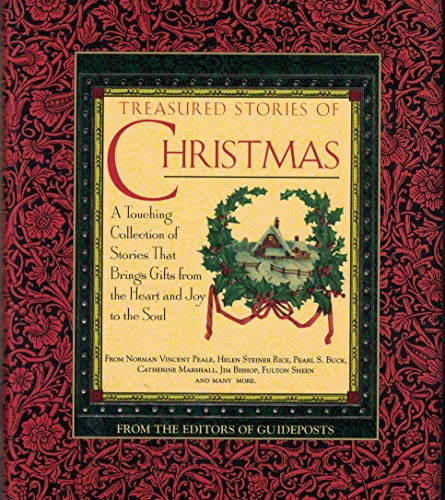 TREASURED STORIES OF
CHRISTMAS
A Touching
Collection of
Stories That
Brings Gifts from
the Heart and Joy
to the Soul
FROM NORMAN VINCENT PEALE, HELEN STEINER RICE, PEARL S. BUCK,
CATHERINE MARSHALL, JIM BISHOP, FULTON SHEEN
AND MANY MORE.
FROM THE EDITORS OF GUIDEPOSTS